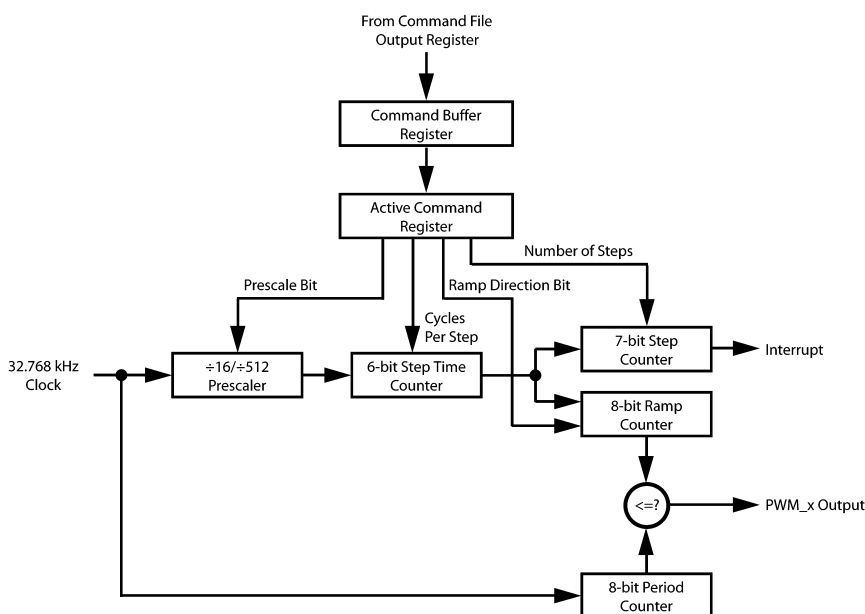 From Command File
Output Register
Command Buffer
Register
Active Command
Register
Number of Steps
Prescale Bit
Ramp Direction Bit
Cycles
Per Step
7-bit Step
Counter
Interrupt
32.768 kHz
Clock
÷16/÷512
Prescaler
6-bit Step Time
Counter
8-bit Ramp
Counter
<=?
PWM_x Output
8-bit Period
Counter